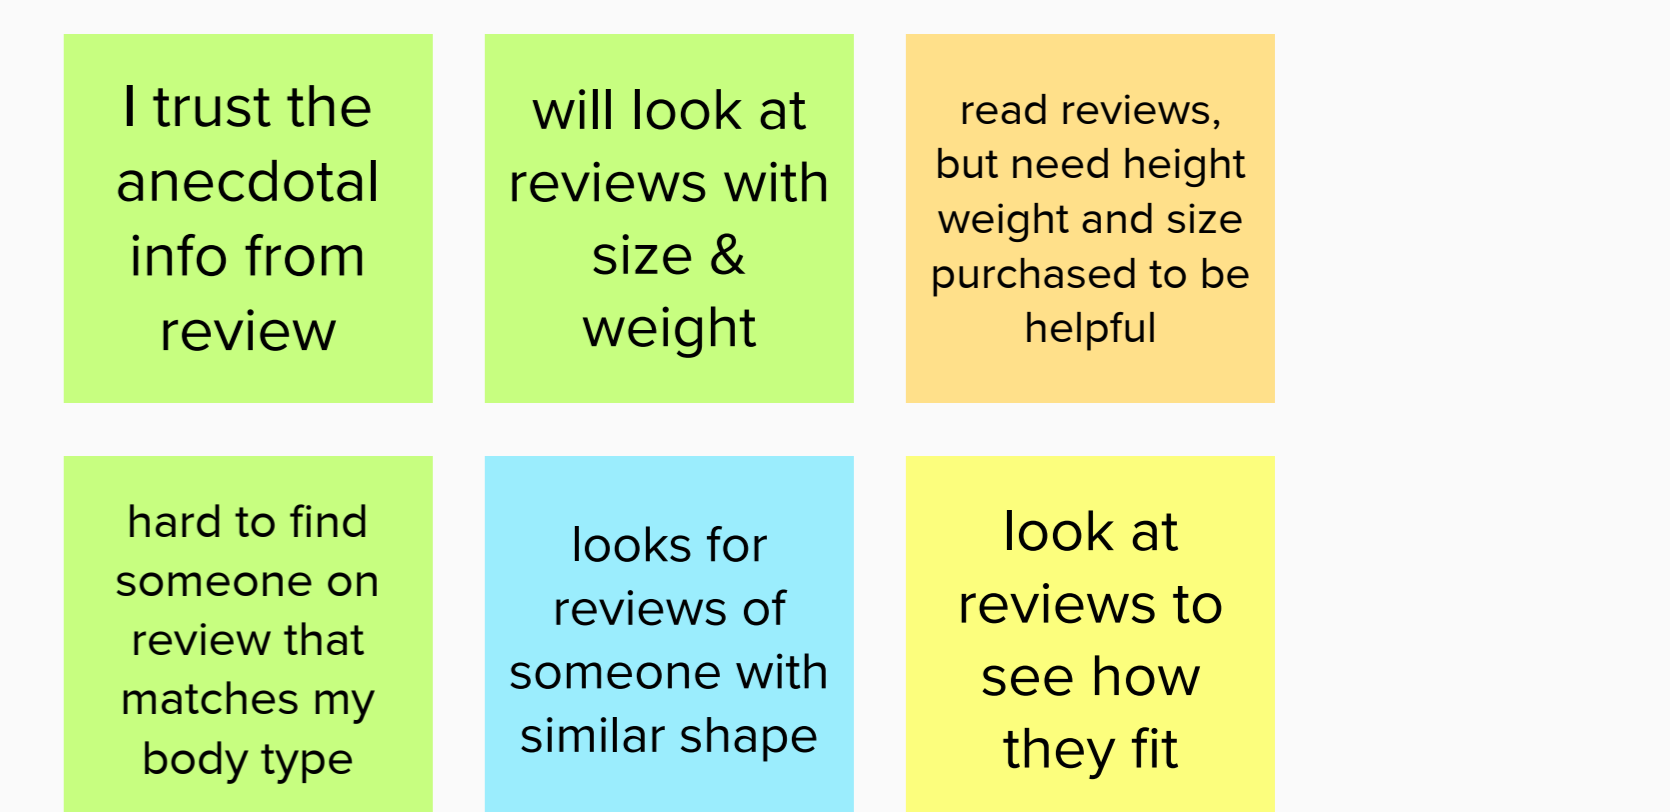 I trust the
anecdotal
info from
review
will look at
reviews with
size &
weight
read reviews,
but need height
weight and size
purchased to be
helpful
hard to find
someone on
review that
matches my
body type
looks for
reviews of
someone with
similar shape
look at
reviews to
see how
they fit